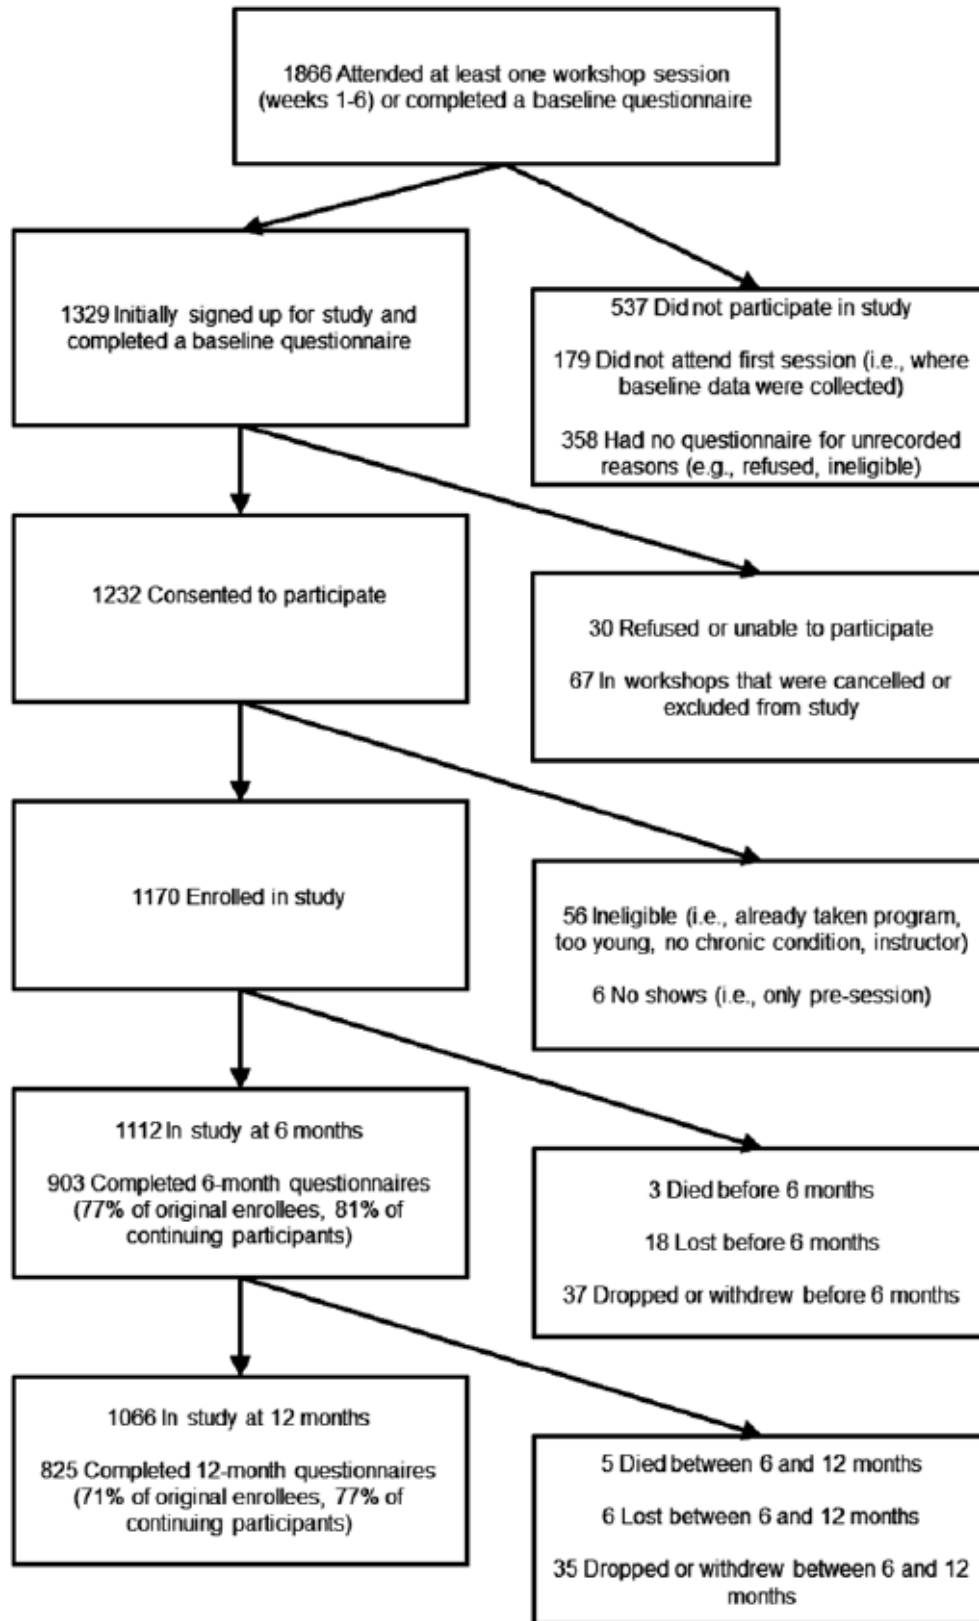 1866 Attended at least one workshop session
(weeks 1-6) or completed a baseline questionnaire
1329 Initially signed up for study and
completed a baseline questionnaire
537 Did not participate in study
179 Did not attend first session (i.e., where
baseline data were collected)
358 Had no questionnaire for unrecorded
reasons (e.g., refused, ineligible)
1232 Consented to participate
30 Refused or unable to participate
67 In workshops that were cancelled or
excluded from study
1170 Enrolled in study
56 Ineligible (i.e., already taken program,
too young, no chronic condition, instructor)
6 No shows (i.e., only pre-session)
1112 In study at 6 months
903 Completed 6-month questionnaires
(77% of original enrollees, 81% of
continuing participants)
3 Died before 6 months
18 Lost before 6 months
37 Dropped or withdrew before 6 months
1066 In study at 12 months
825 Completed 12-month questionnaires
(71% of original enrollees, 77% of
continuing participants)
5 Died between 6 and 12 months
6 Lost between 6 and 12 months
35 Dropped or withdrew between 6 and 12
months